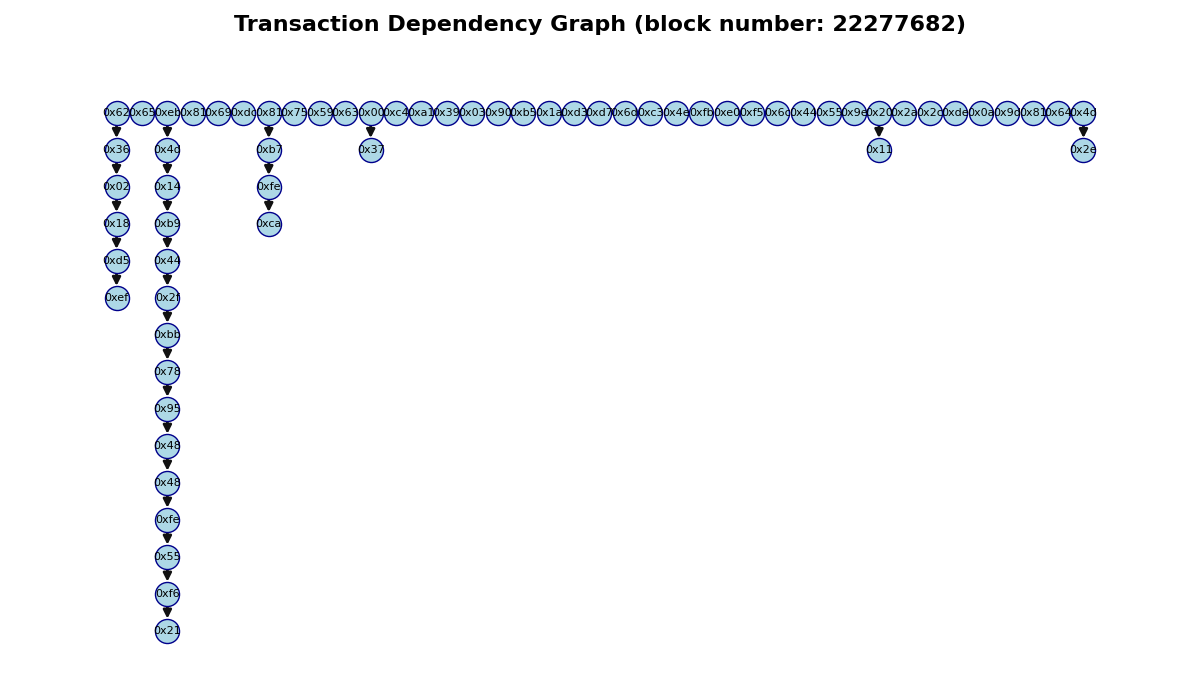 Transaction Dependency Graph (block number: 22277682)
0x62 0x65 0xeb 0x81 0x69 0xdc 0x81 0x75 0x59 0x63 0x00 0xc4 0xa1 0x39 0x03 0x90 0xb5 0x1a 0xd3 0xd7 0x6d 0xc3 0x4e 0xfb 0xe0 0xf5 0x6d 0x44 0x55 0x9e 0x20 0x2a 0x2c 0xde 0x0a 0x9d 0x81 0x64 0x4d
0x36 0x4d 0xb7 0x37 0x11 0x2e
0x02 0x14 0xfe
0x18 0xb9 0xca
0xd5 0x44
0xef 0x2f
0xbb
0x78
0x95
0x48
0x48
0xfe
0x55
0xf6
0x21